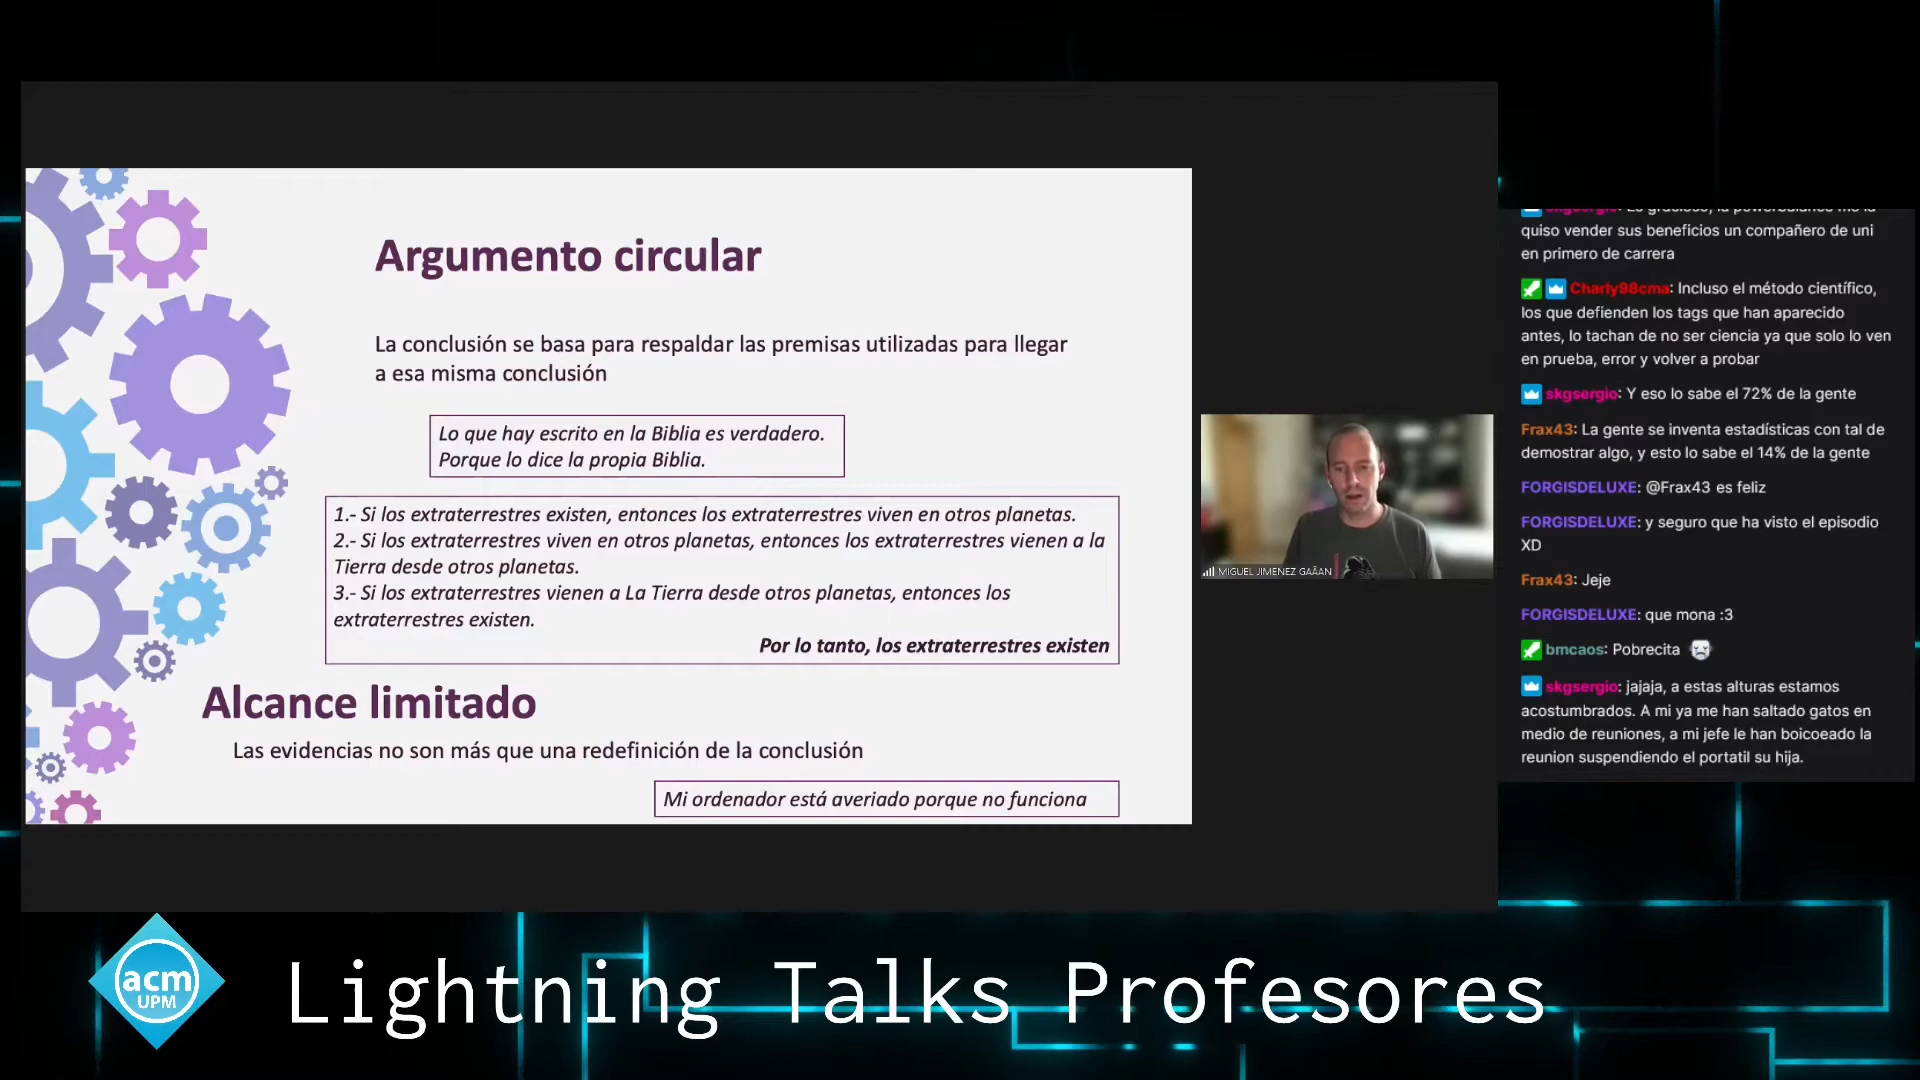 Argumento circular
La conclusión se basa para respaldar las premisas utilizadas para llegar
a esa misma conclusión
Lo que hay escrito en la Biblia es verdadero.
Porque lo dice la propia Biblia.
1.- Si los extraterrestres existen, entonces los extraterrestres viven en otros planetas.
2.- Si los extraterrestres viven en otros planetas, entonces los extraterrestres vienen a la
Tierra desde otros planetas.
3.- Si los extraterrestres vienen a La Tierra desde otros planetas, entonces los
extraterrestres existen.
Por lo tanto, los extraterrestres existen
Alcance limitado
Las evidencias no son más que una redefinición de la conclusión
Mi ordenador está averiado porque no funciona
MIGUEL JIMENEZ GAÃAN
quiso vender sus beneficios un compañero de uni
en primero de carrera
Charly98cma: Incluso el método científico,
los que defienden los tags que han aparecido
antes, lo tachan de no ser ciencia ya que solo lo ven
en prueba, error y volver a probar
skgsergio: Y eso lo sabe el 72% de la gente
Frax43: La gente se inventa estadísticas con tal de
demostrar algo, y esto lo sabe el 14% de la gente
FORGISDELUXE: @Frax43 es feliz
FORGISDELUXE: y seguro que ha visto el episodio
XD
Frax43: Jeje
FORGISDELUXE: que mona :3
bmcaos: Pobrecita
skgsergio: jajaja, a estas alturas estamos
acostumbrados. A mi ya me han saltado gatos en
medio de reuniones, a mi jefe le han boicoeado la
reunion suspendiendo el portatil su hija.
acm
UPM
Lightning Talks Profesores